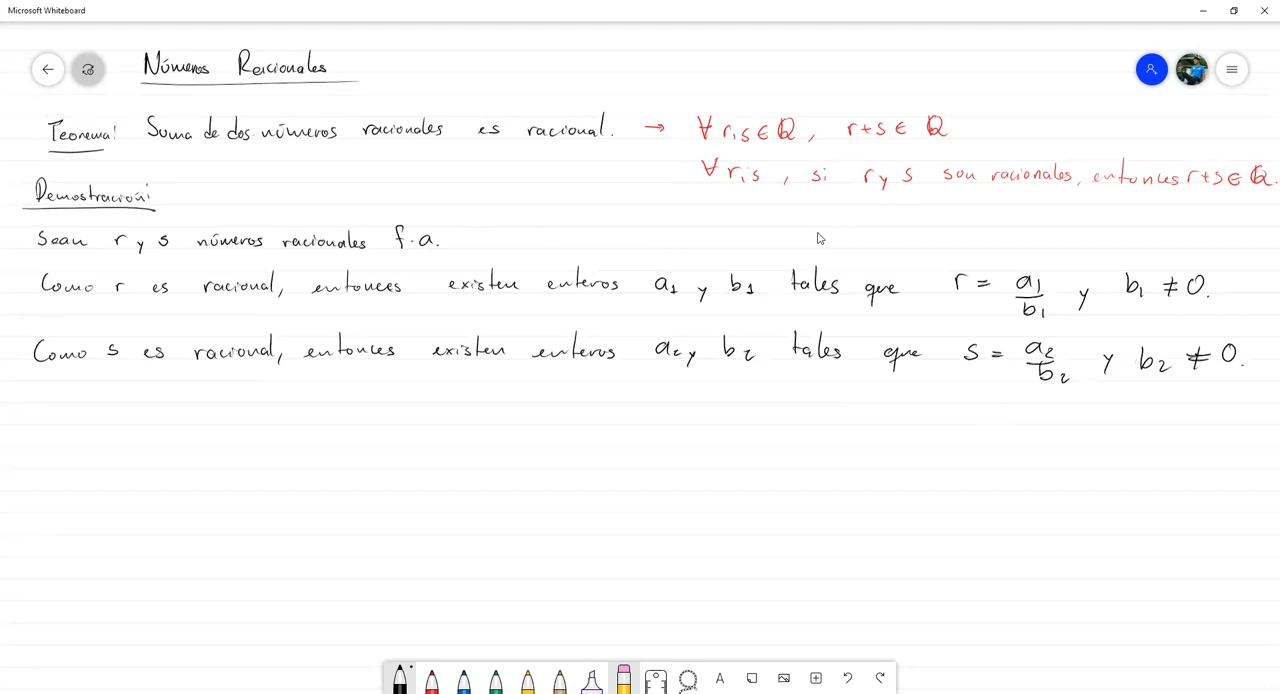 Microsoft Whiteboard
Números Racionales
Teorema: Suma de dos números racionales es racional. → ∀ r,s ∈ ℚ, r+s ∈ ℚ
∀ r,s, si r y s son racionales, entonces r+s ∈ ℚ.
Demostración:
Sean r y s números racionales f.a.
Como r es racional, entonces existen enteros a₁ y b₁ tales que r = a₁/b₁ y b₁ ≠ 0.
Como s es racional, entonces existen enteros a₂ y b₂ tales que s = a₂/b₂ y b₂ ≠ 0.